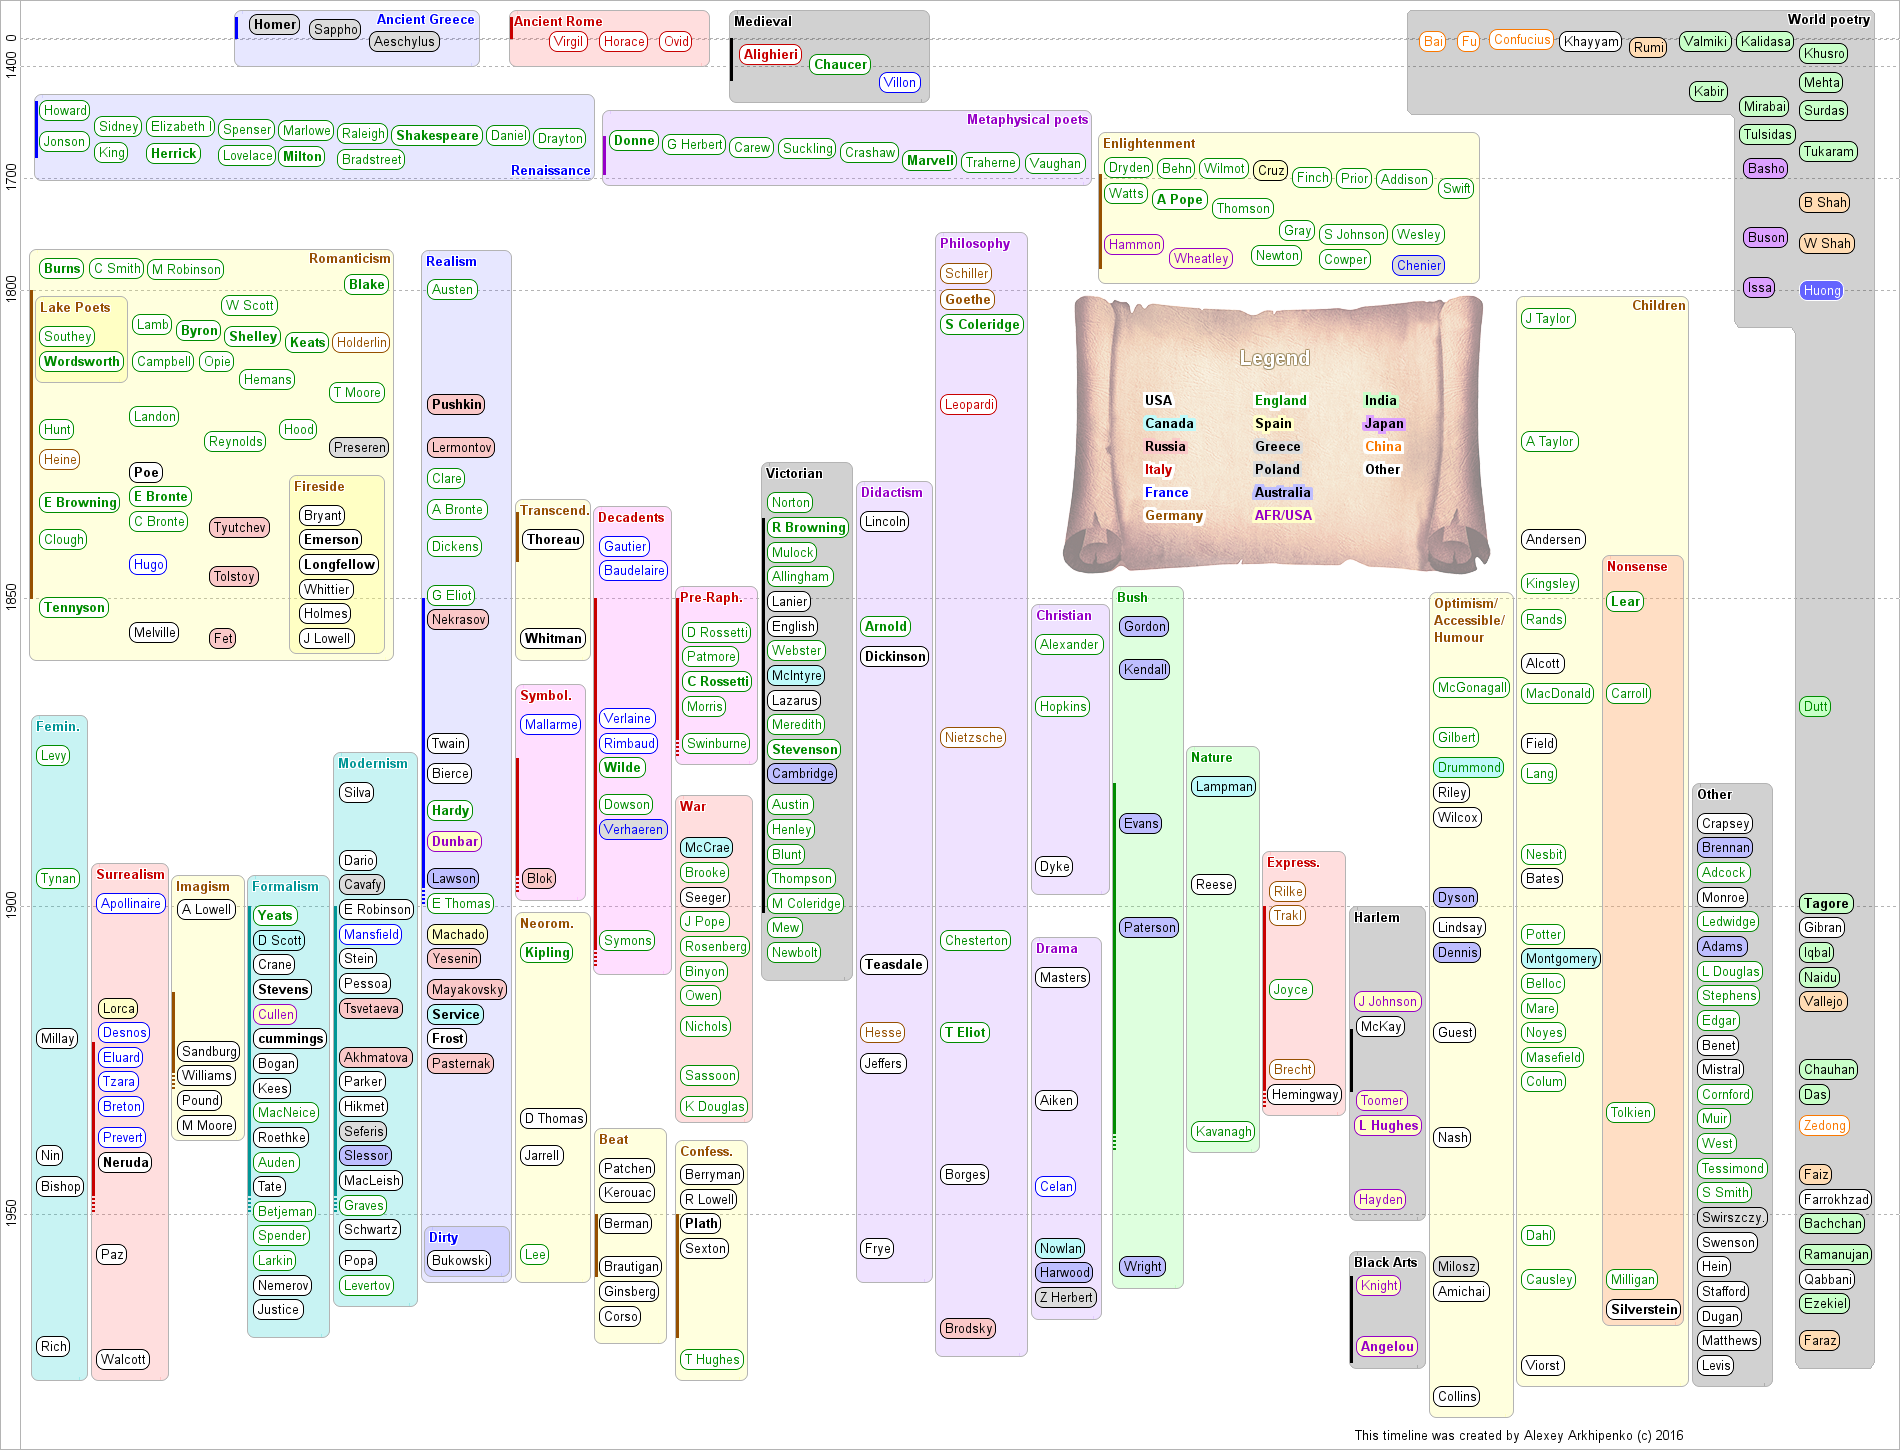 Homer
Sappho
Ancient Greece
Aeschylus
Ancient Rome
Virgil
Horace
Ovid
Medieval
Alighieri
Chaucer
Villon
World poetry
Bai
Fu
Confucius
Khayyam
Rumi
Valmiki
Kalidasa
Khusro
Mehta
Kabir
Mirabai
Surdas
Tulsidas
Tukaram
Basho
B Shah
Buson
W Shah
Issa
Huong
Dutt
Tagore
Gibran
Iqbal
Naidu
Vallejo
Chauhan
Das
Zedong
Faiz
Farrokhzad
Bachchan
Ramanujan
Qabbani
Ezekiel
Faraz
0
1400
1700
1800
1850
1900
1950
Howard
Sidney
Elizabeth I
Spenser
Marlowe
Raleigh
Shakespeare
Daniel
Drayton
Jonson
King
Herrick
Lovelace
Milton
Bradstreet
Renaissance
Metaphysical poets
Donne
G Herbert
Carew
Suckling
Crashaw
Marvell
Traherne
Vaughan
Enlightenment
Dryden
Behn
Wilmot
Cruz
Finch
Prior
Addison
Swift
Watts
A Pope
Thomson
Gray
S Johnson
Wesley
Hammon
Wheatley
Newton
Cowper
Chenier
Romanticism
Burns
C Smith
M Robinson
Blake
Lake Poets
Southey
Wordsworth
W Scott
Lamb
Byron
Shelley
Keats
Holderlin
Campbell
Opie
Hemans
T Moore
Landon
Hunt
Reynolds
Hood
Preseren
Heine
Poe
E Browning
E Bronte
C Bronte
Clough
Tyutchev
Hugo
Tolstoy
Tennyson
Melville
Fet
Fireside
Bryant
Emerson
Longfellow
Whittier
Holmes
J Lowell
Realism
Austen
Pushkin
Lermontov
Clare
A Bronte
Dickens
G Eliot
Nekrasov
Twain
Bierce
Hardy
Dunbar
Lawson
E Thomas
Machado
Yesenin
Mayakovsky
Service
Frost
Pasternak
Dirty
Bukowski
Transcend.
Thoreau
Whitman
Symbol.
Mallarme
Blok
Neorom.
Kipling
D Thomas
Jarrell
Lee
Decadents
Gautier
Baudelaire
Verlaine
Rimbaud
Wilde
Dowson
Verhaeren
Symons
Beat
Patchen
Kerouac
Berman
Brautigan
Ginsberg
Corso
Pre-Raph.
D Rossetti
Patmore
C Rossetti
Morris
Swinburne
War
McCrae
Brooke
Seeger
J Pope
Rosenberg
Binyon
Owen
Nichols
Sassoon
K Douglas
Confess.
Berryman
R Lowell
Plath
Sexton
T Hughes
Victorian
Norton
R Browning
Mulock
Allingham
Lanier
English
Webster
McIntyre
Lazarus
Meredith
Stevenson
Cambridge
Austin
Henley
Blunt
Thompson
M Coleridge
Mew
Newbolt
Didactism
Lincoln
Arnold
Dickinson
Teasdale
Hesse
Jeffers
Frye
Philosophy
Schiller
Goethe
S Coleridge
Leopardi
Nietzsche
Chesterton
T Eliot
Borges
Brodsky
Christian
Alexander
Hopkins
Dyke
Drama
Masters
Aiken
Celan
Nowlan
Harwood
Z Herbert
Bush
Gordon
Kendall
Evans
Paterson
Wright
Nature
Lampman
Reese
Kavanagh
Express.
Rilke
Trakl
Joyce
Brecht
Hemingway
Harlem
J Johnson
McKay
Toomer
L Hughes
Hayden
Black Arts
Knight
Angelou
Optimism/
Accessible/
Humour
McGonagall
Gilbert
Drummond
Riley
Wilcox
Dyson
Lindsay
Dennis
Guest
Nash
Milosz
Amichai
Collins
Children
J Taylor
A Taylor
Andersen
Kingsley
Rands
Alcott
MacDonald
Field
Lang
Nesbit
Bates
Potter
Montgomery
Belloc
Mare
Noyes
Masefield
Colum
Dahl
Causley
Viorst
Nonsense
Lear
Carroll
Tolkien
Milligan
Silverstein
Other
Crapsey
Brennan
Adcock
Monroe
Ledwidge
Adams
L Douglas
Stephens
Edgar
Benet
Mistral
Cornford
Muir
West
Tessimond
S Smith
Swirszczy.
Swenson
Hein
Stafford
Dugan
Matthews
Levis
Femin.
Levy
Tynan
Millay
Nin
Bishop
Rich
Surrealism
Apollinaire
Lorca
Desnos
Eluard
Tzara
Breton
Prevert
Neruda
Paz
Walcott
Imagism
A Lowell
Sandburg
Williams
Pound
M Moore
Formalism
Yeats
D Scott
Crane
Stevens
Cullen
cummings
Bogan
Kees
MacNeice
Roethke
Auden
Tate
Betjeman
Spender
Larkin
Nemerov
Justice
Modernism
Silva
Dario
Cavafy
E Robinson
Mansfield
Stein
Pessoa
Tsvetaeva
Akhmatova
Parker
Hikmet
Seferis
Slessor
MacLeish
Graves
Schwartz
Popa
Levertov
Legend
USA
England
India
Canada
Spain
Japan
Russia
Greece
China
Italy
Poland
Other
France
Australia
Germany
AFR/USA
This timeline was created by Alexey Arkhipenko (c) 2016